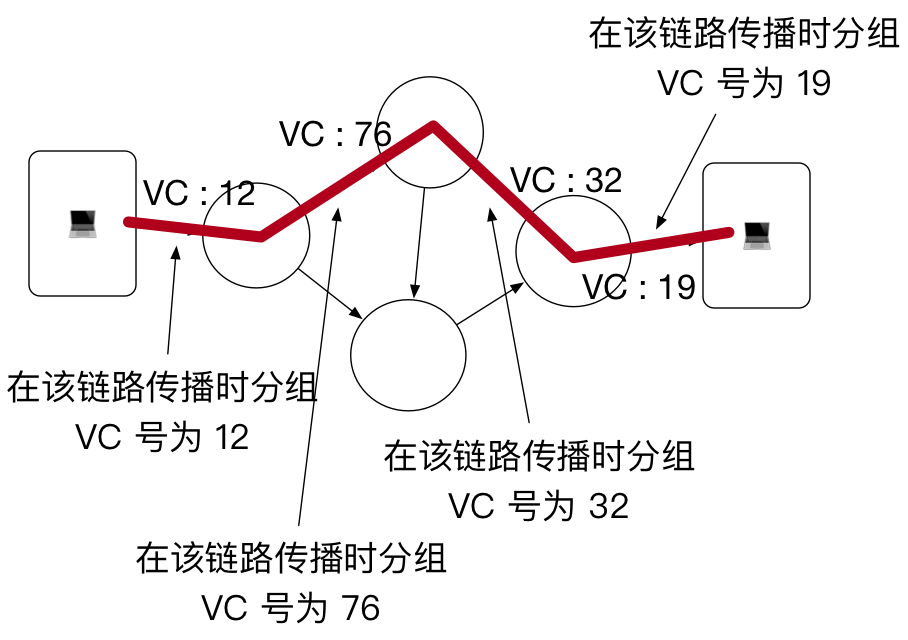 在该链路传播时分组
VC 号为 19
VC : 76
VC : 12
VC : 32
VC : 19
在该链路传播时分组
VC 号为 12
在该链路传播时分组
VC 号为 32
在该链路传播时分组
VC 号为 76